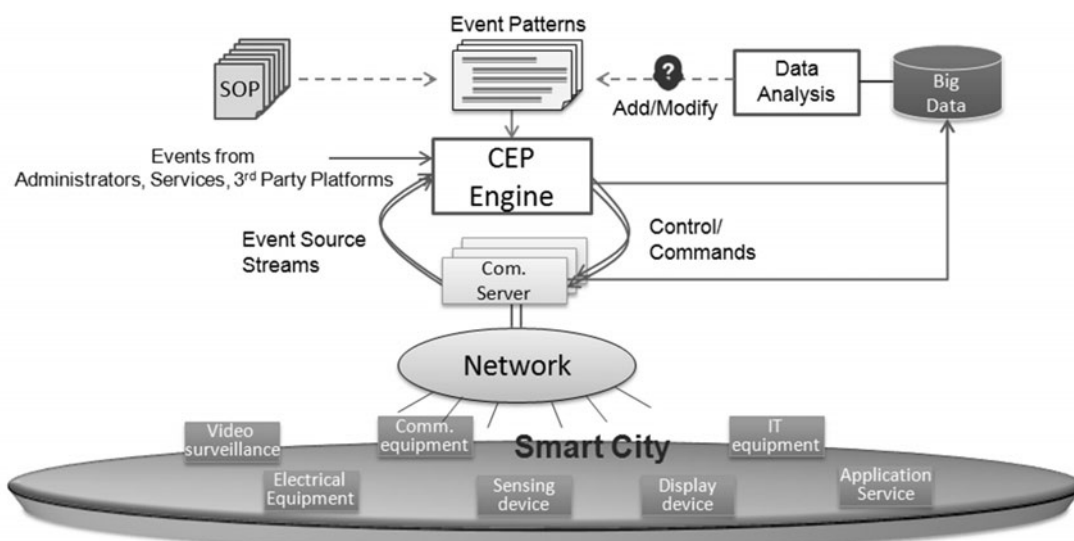 Event Patterns
SOP
?
Add/Modify
Data
Analysis
Big
Data
Events from
Administrators, Services, 3rd Party Platforms
CEP
Engine
Event Source
Streams
Control/
Commands
Com.
Server
Network
Video
surveillance
Comm.
equipment
Smart City
IT
equipment
Electrical
Equipment
Sensing
device
Display
device
Application
Service